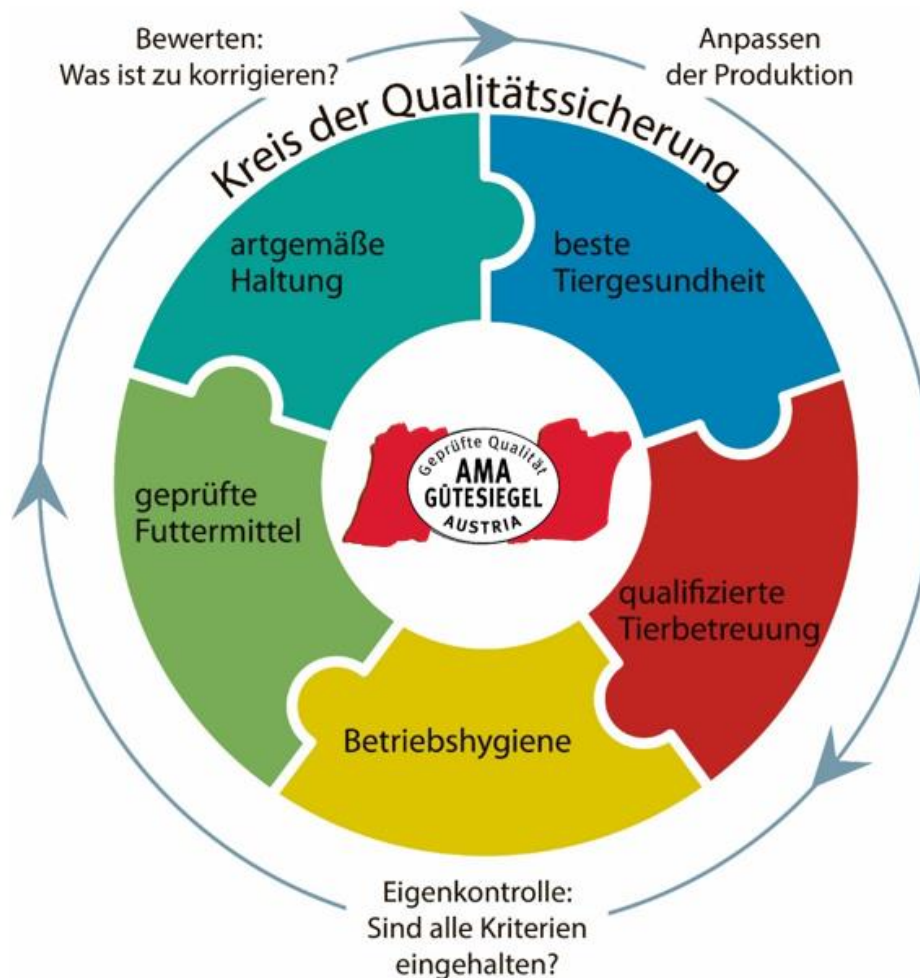 Bewerten:
Was ist zu korrigieren?
Anpassen
der Produktion
Kreis der Qualitätssicherung
artgemäße
Haltung
beste
Tiergesundheit
geprüfte
Futtermittel
Geprüfte Qualität
AMA
GÜTESIEGEL
AUSTRIA
qualifizierte
Tierbetreuung
Betriebshygiene
Eigenkontrolle:
Sind alle Kriterien
eingehalten?